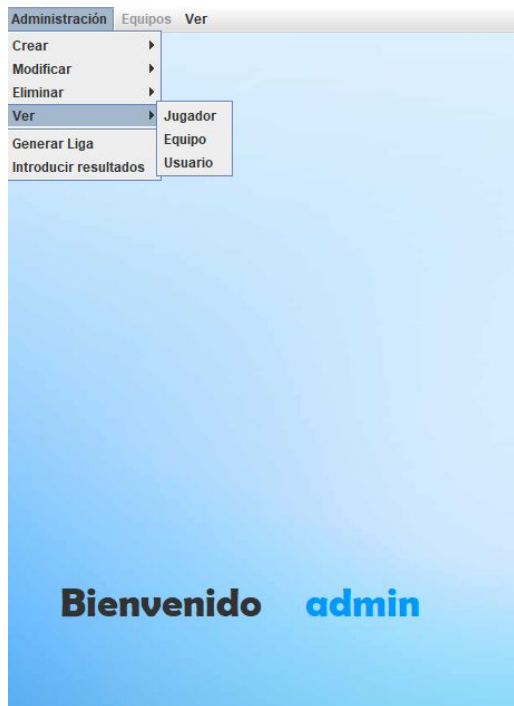 Administración Equipos Ver
Crear
Modificar
Eliminar
Ver Jugador
Generar Liga Equipo
Introducir resultados Usuario
Bienvenido admin